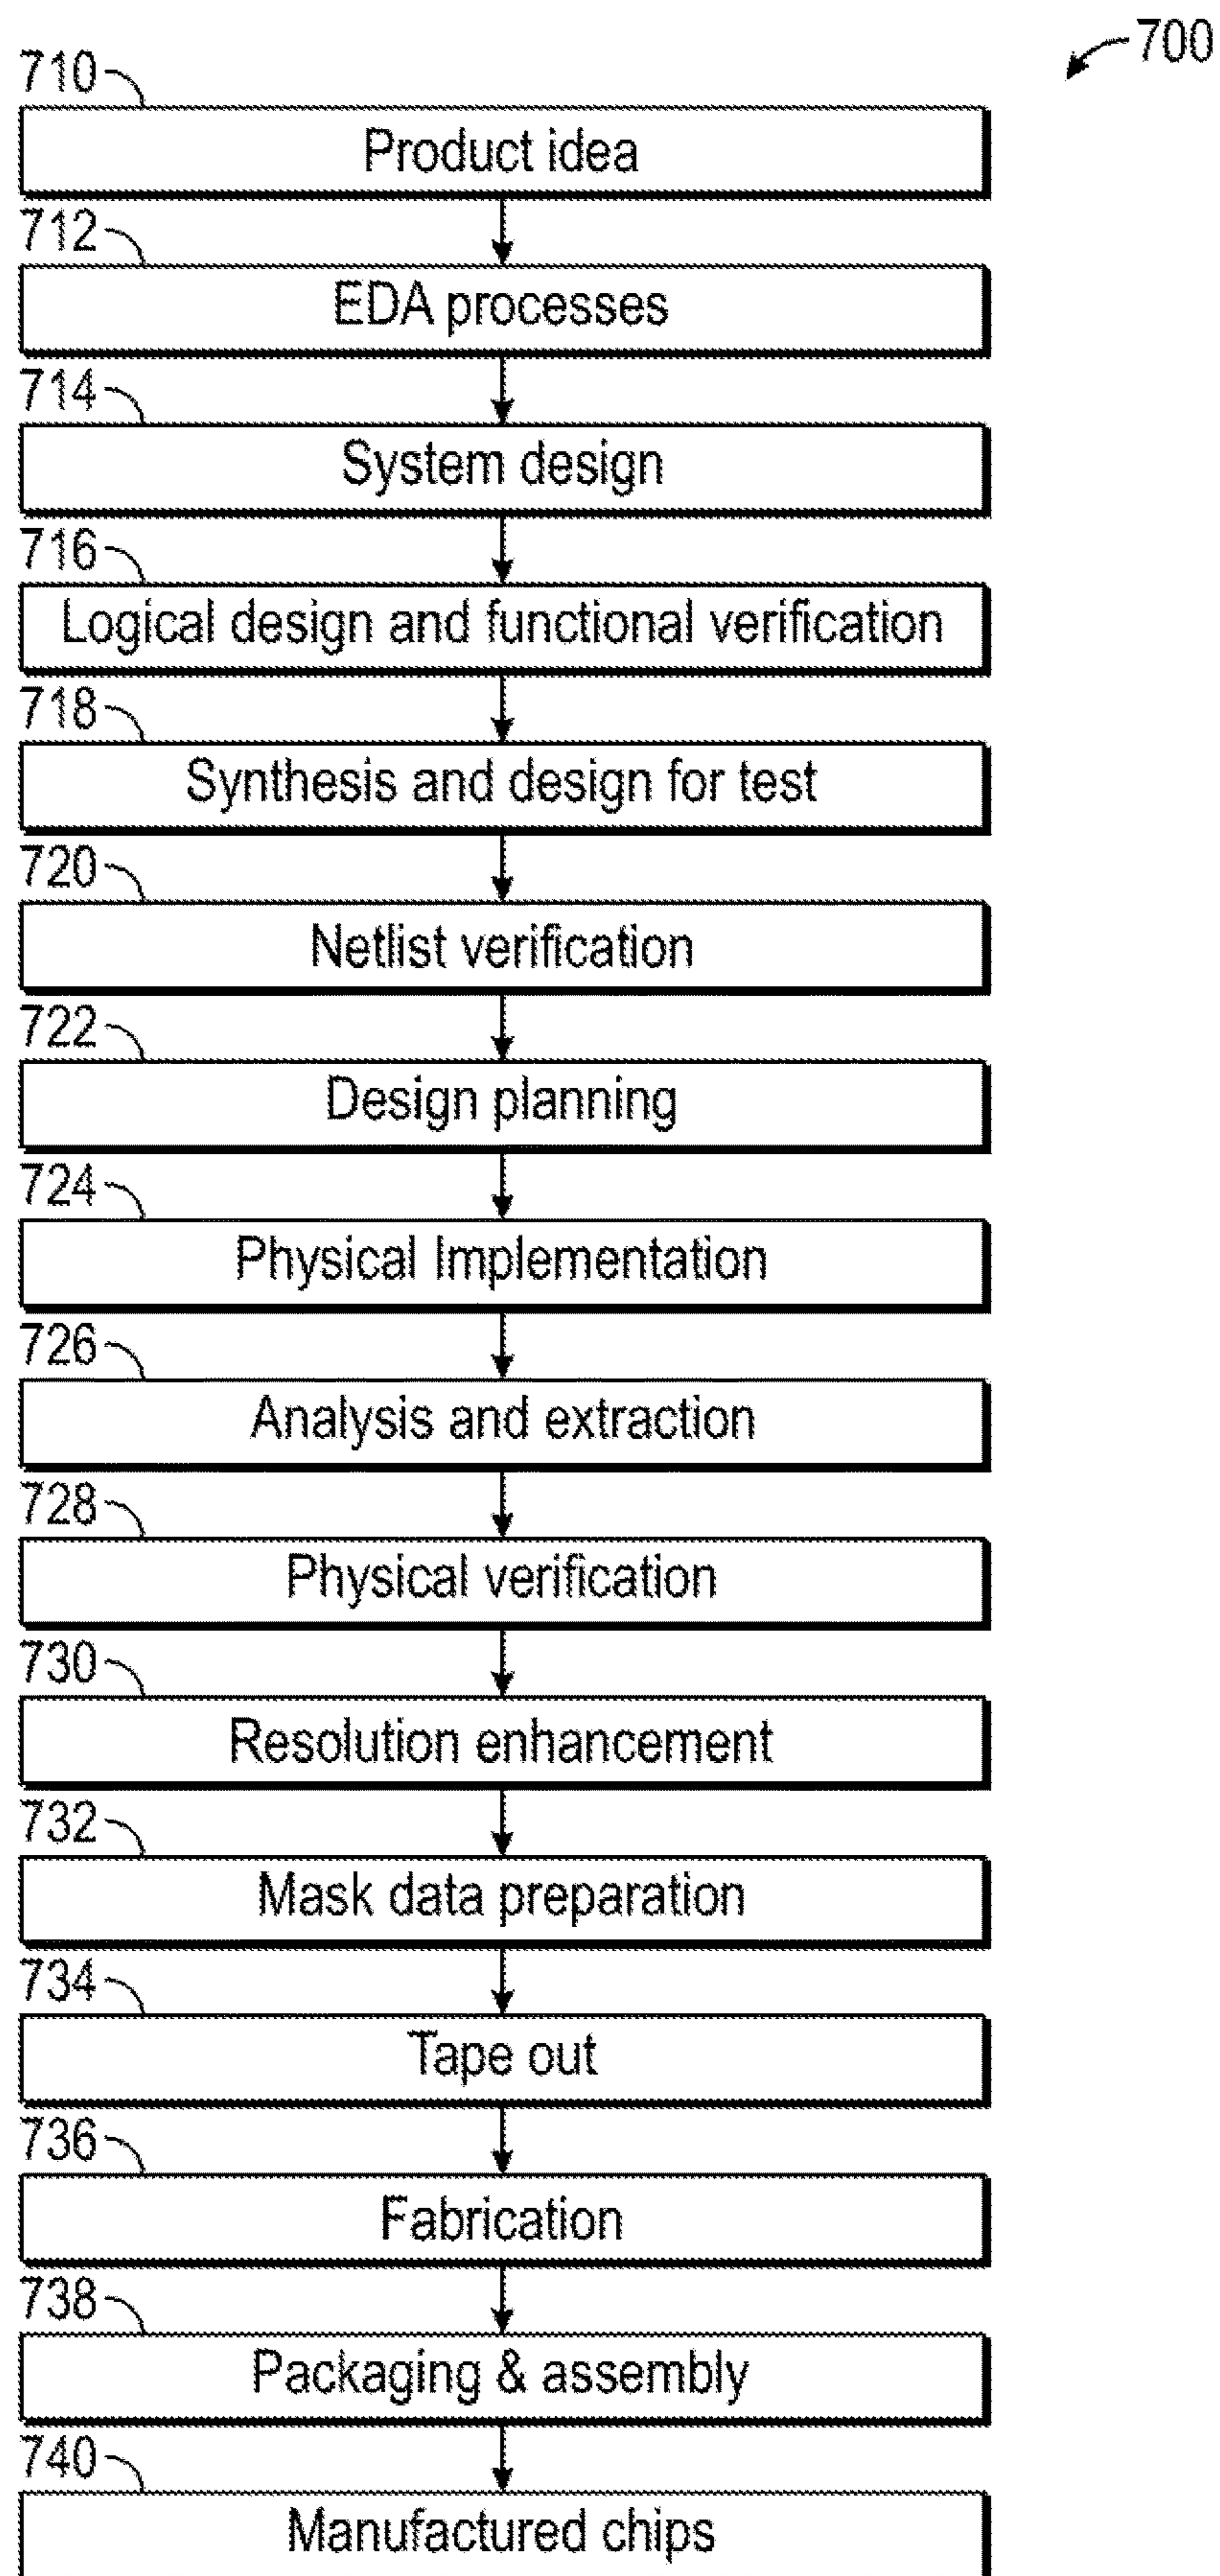 700
710
Product idea
712
EDA processes
714
System design
716
Logical design and functional verification
718
Synthesis and design for test
720
Netlist verification
722
Design planning
724
Physical Implementation
726
Analysis and extraction
728
Physical verification
730
Resolution enhancement
732
Mask data preparation
734
Tape out
736
Fabrication
738
Packaging & assembly
740
Manufactured chips